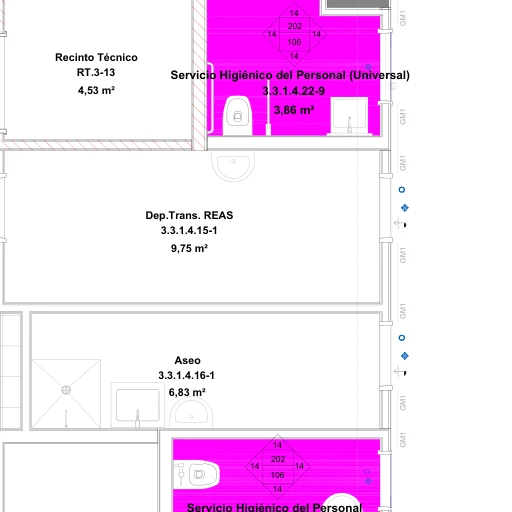 14
202
14
14
106
14
Servicio Higiénico del Personal (Universal)
3.3.1.4.22-9
3,86 m²
Recinto Técnico
RT.3-13
4,53 m²
GM1
GM1
GM1
Dep.Trans. REAS
3.3.1.4.15-1
9,75 m²
GM1
GM1
Aseo
3.3.1.4.16-1
6,83 m²
GM1
GM1
14
202
14
14
106
14
Servicio Higiénico del Personal